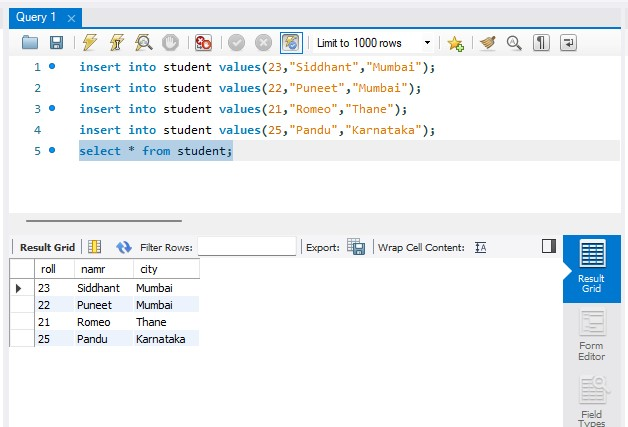 Query 1
Limit to 1000 rows
1 insert into student values(23,"Siddhant","Mumbai");
2 insert into student values(22,"Puneet","Mumbai");
3 insert into student values(21,"Romeo","Thane");
4 insert into student values(25,"Pandu","Karnataka");
5 select * from student;
Result Grid Filter Rows: Export: Wrap Cell Content:
roll namr city
23 Siddhant Mumbai
22 Puneet Mumbai
21 Romeo Thane
25 Pandu Karnataka
Result
Grid
Form
Editor
Field
Types